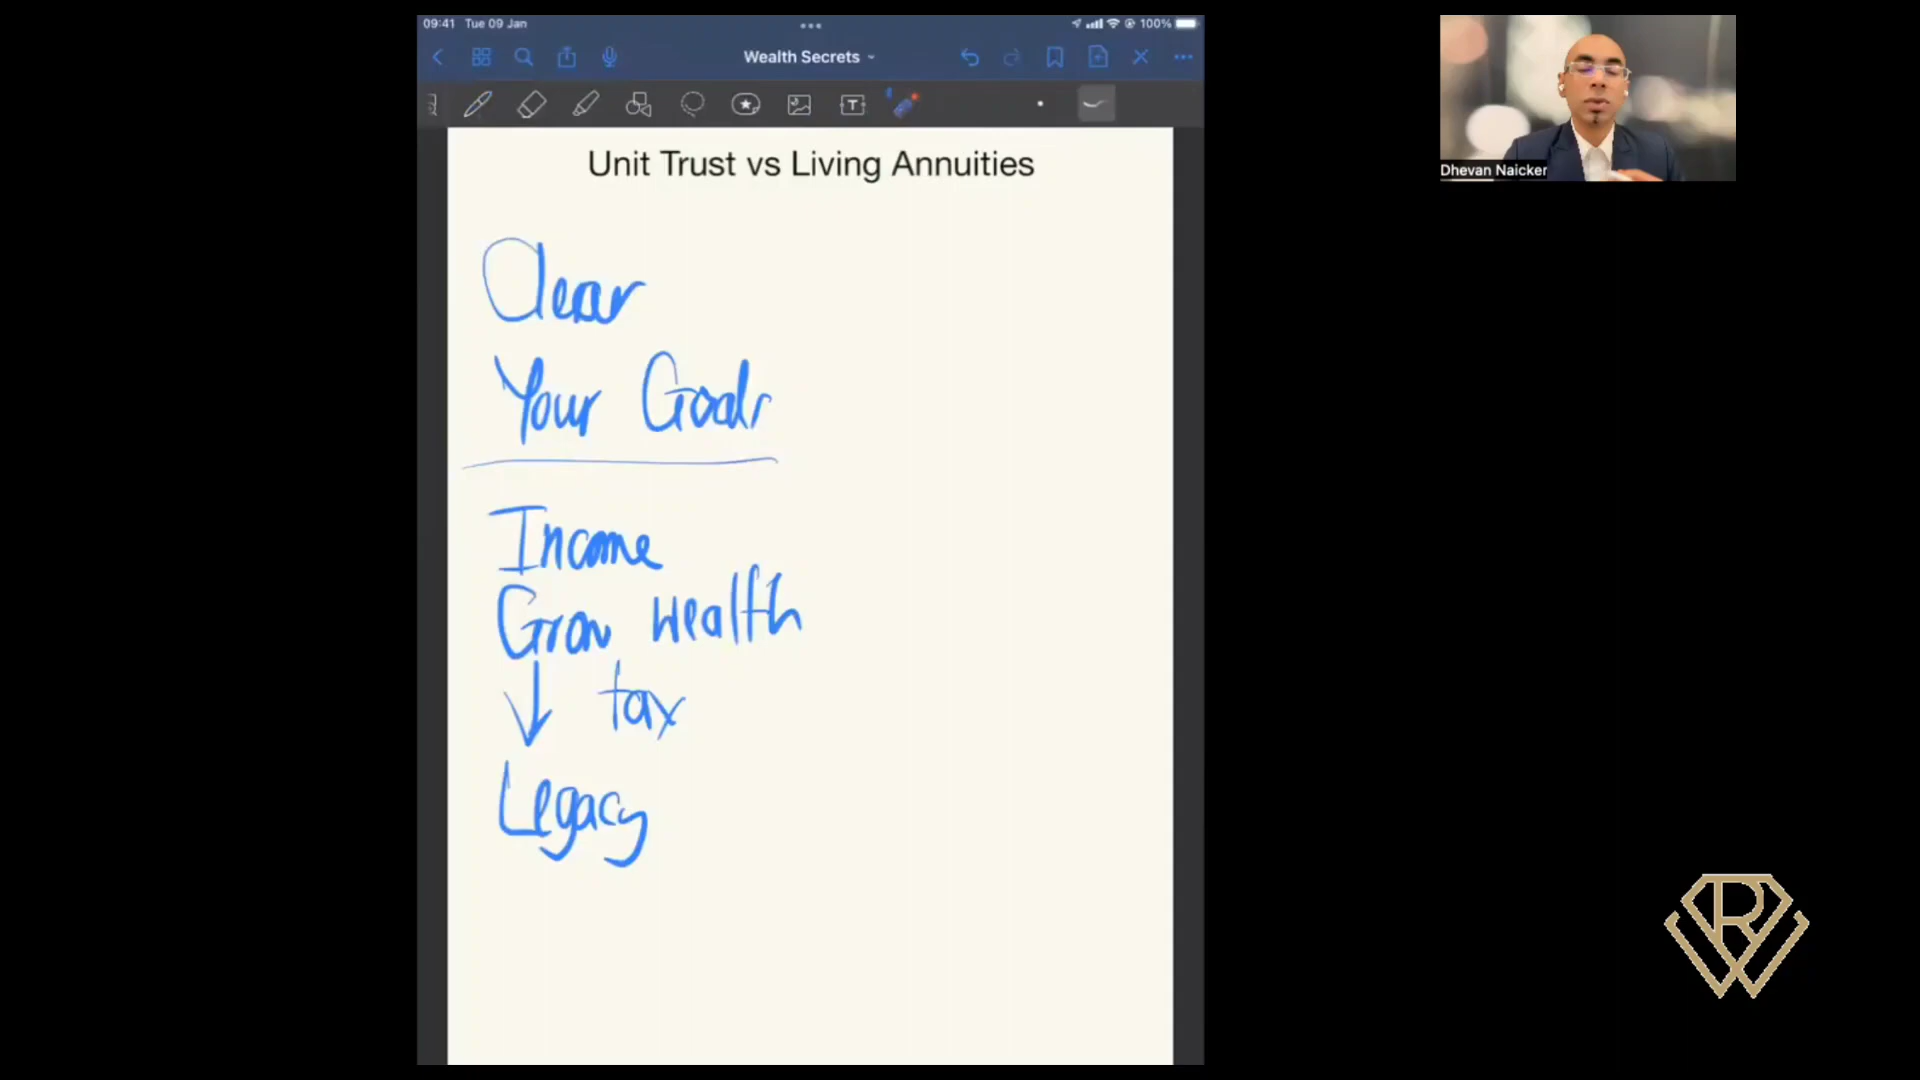 09:41 Tue 09 Jan
100%
Wealth Secrets
T
Dhevan Naicker
Unit Trust vs Living Annuities
Clear
Your Goals
Income
Grow Wealth
↓ tax
Legacy
RW